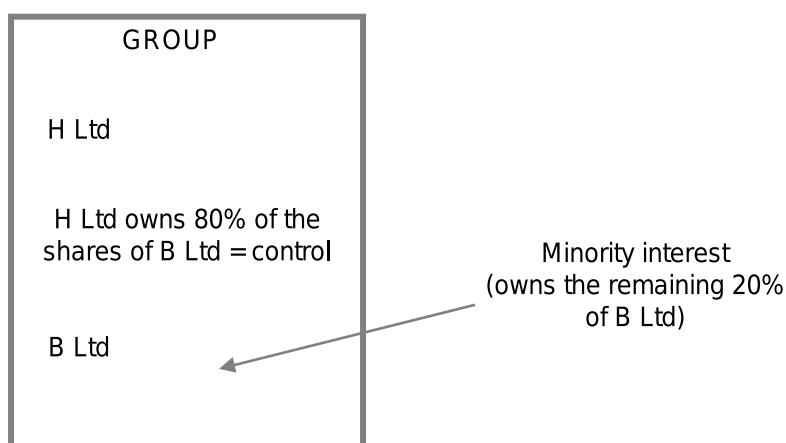 GROUP
H Ltd
H Ltd owns 80% of the
shares of B Ltd = control
Minority interest
(owns the remaining 20%
of B Ltd)
B Ltd